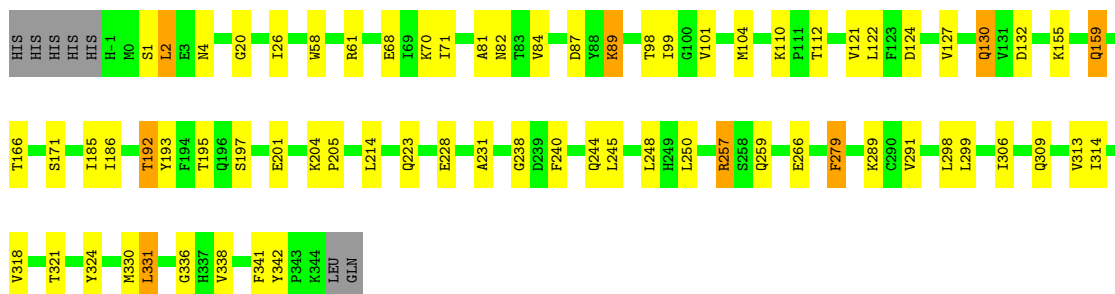 HIS HIS HIS HIS HIS H-1 M0 S1 L2 E3 N4 G20 I26 W58 R61 E68 I69 K70 I71 A81 N82 T83 V84 D87 Y88 K89 T98 I99 G100 V101 M104 K110 P111 T112 V121 L122 F123 D124 V127 Q130 V131 D132 K155 Q159
T166 S171 I185 I186 T192 Y193 F194 T195 Q196 S197 E201 K204 P205 L214 Q223 E228 A231 G238 D239 F240 Q244 L245 L248 H249 L250 R257 S258 Q259 E266 F279 K289 C290 V291 L298 L299 I306 Q309 V313 I314
V318 T321 Y324 M330 L331 G336 H337 V338 F341 Y342 P343 K344 LEU GLN